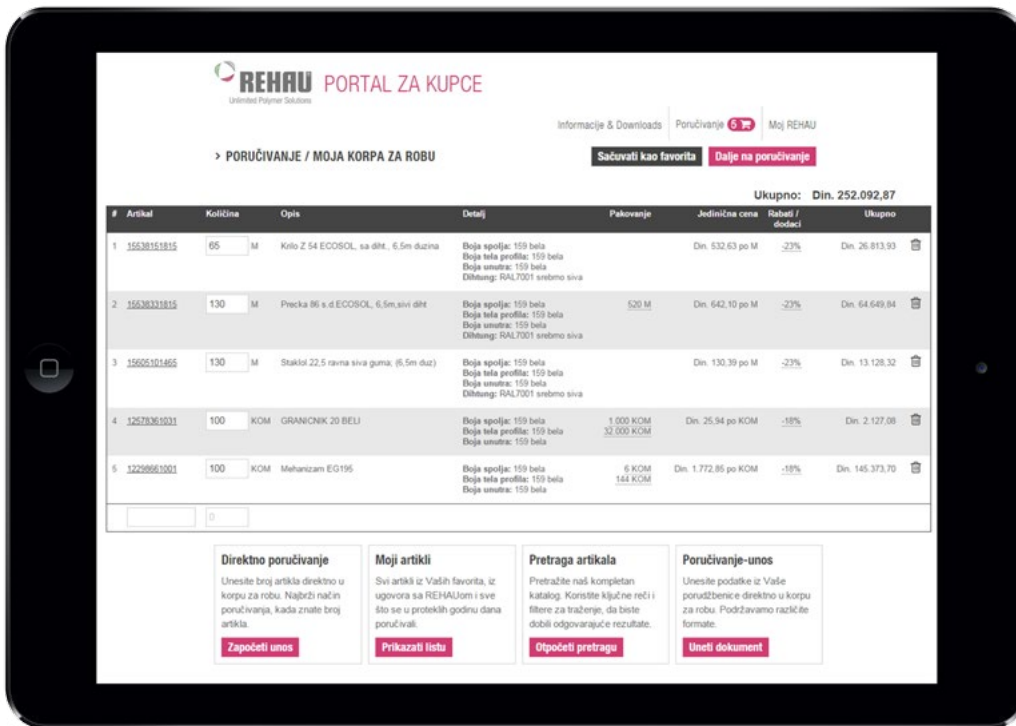 REHAU PORTAL ZA KUPCE
Unlimited Polymer Solutions
Informacije & Downloads Poručivanje 5 Moj REHAU
> PORUČIVANJE / MOJA KORPA ZA ROBU Sačuvati kao favorita Dalje na poručivanje
Ukupno: Din. 252.092,87
# Artikal Količina Opis Detalj Pakovanje Jedinična cena Rabati / dodaci Ukupno
1 15538151815 65 M Krilo Z 54 ECOSOL, sa diht., 6,5m duzina Boja spolja: 159 bela Din. 532,63 po M -23% Din. 26.813,93
Boja tela profila: 159 bela
Boja unutra: 159 bela
Dihtung: RAL7001 srebrno siva
2 15538331815 130 M Precka 86 s.d.ECOSOL, 6,5m,sivi diht Boja spolja: 159 bela 520 M Din. 642,10 po M -23% Din. 64.649,84
Boja tela profila: 159 bela
Boja unutra: 159 bela
Dihtung: RAL7001 srebrno siva
3 15605101465 130 M Staklol.22,5 ravna siva guma; (6,5m duz) Boja spolja: 159 bela Din. 130,39 po M -23% Din. 13.128,32
Boja tela profila: 159 bela
Boja unutra: 159 bela
Dihtung: RAL7001 srebrno siva
4 12578361031 100 KOM GRANICNIK 20 BELI Boja spolja: 159 bela 1.000 KOM Din. 25,94 po KOM -18% Din. 2.127,08
Boja tela profila: 159 bela 32.000 KOM
Boja unutra: 159 bela
5 12298661001 100 KOM Mehanizam EG195 Boja spolja: 159 bela 6 KOM Din. 1.772,85 po KOM -18% Din. 145.373,70
Boja tela profila: 159 bela 144 KOM
Boja unutra: 159 bela
0
Direktno poručivanje
Unesite broj artikla direktno u
korpu za robu. Najbrži način
poručivanja, kada znate broj
artikla.
Započeti unos
Moji artikli
Svi artikli iz Vaših favorita, iz
ugovora sa REHAUom i sve
što se u proteklih godinu dana
poručivali.
Prikazati listu
Pretraga artikala
Pretražite naš kompletan
katalog. Koristite ključne reči i
filtere za traženje, da biste
dobili odgovarajuće rezultate.
Otpočeti pretragu
Poručivanje-unos
Unesite podatke iz Vaše
porudžbenice direktno u korpu
za robu. Podržavamo različite
formate.
Uneti dokument